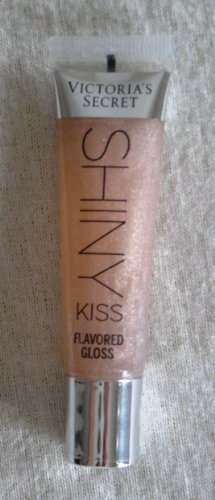 VICTORIA'S
SECRET
SHINY
KISS
FLAVORED
GLOSS